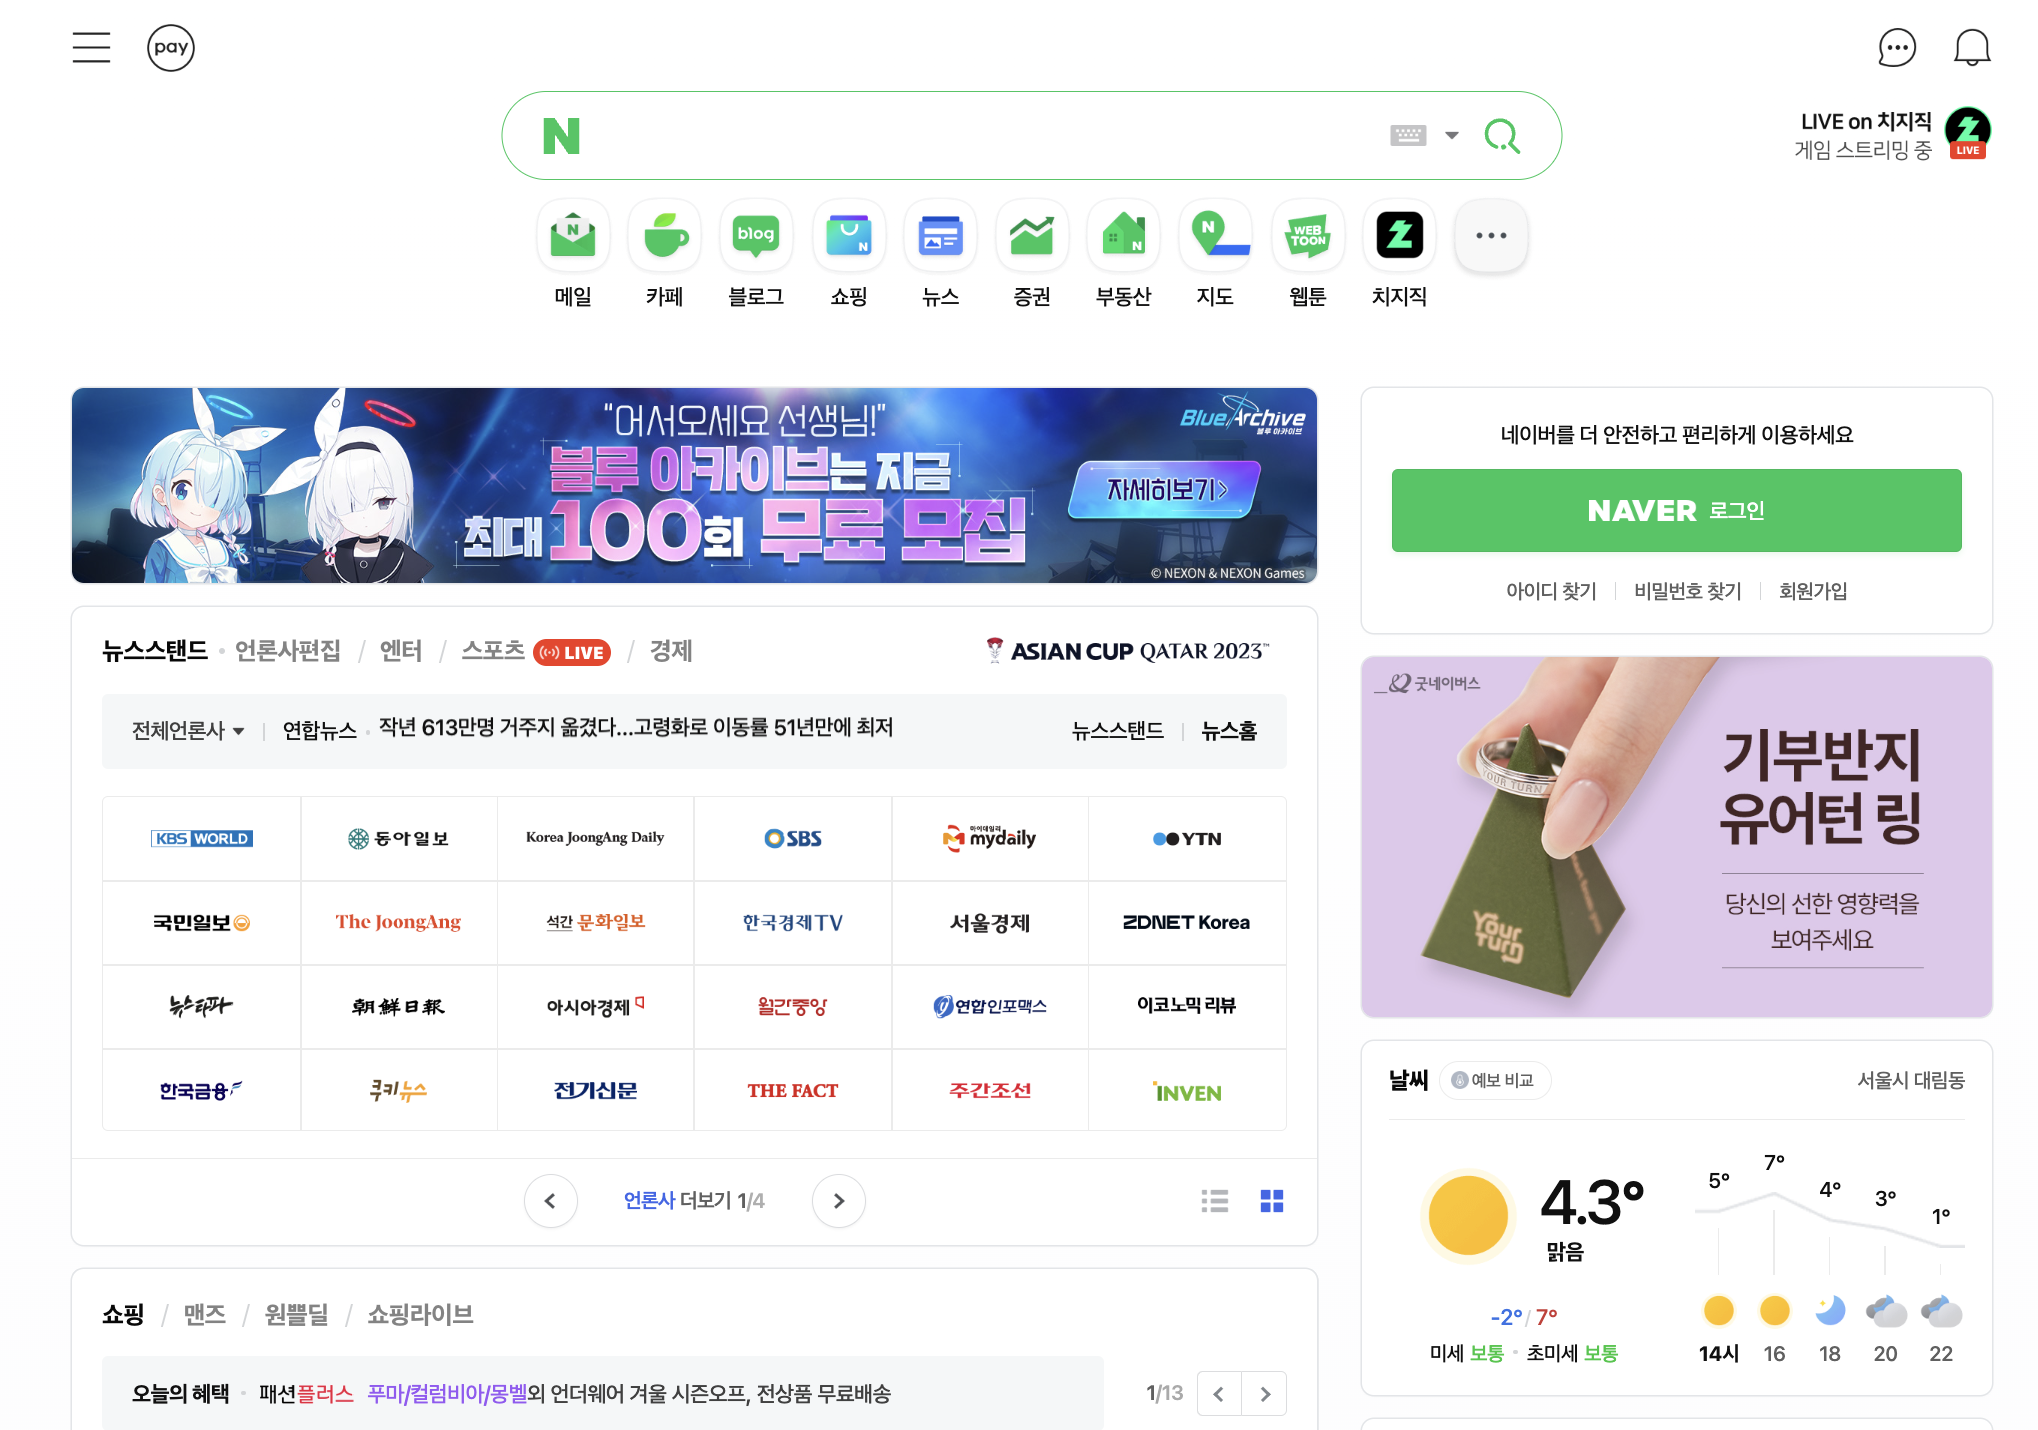 pay
N
LIVE on 치지직
게임 스트리밍 중
LIVE
N
blog
N
N
N
WEB
TOON
메일
카페
블로그
쇼핑
뉴스
증권
부동산
지도
웹툰
치지직
“어서오세요 선생님!”
블루 아카이브는 지금
최대 100회 무료 모집
자세히보기>
Blue Archive
블루 아카이브
© NEXON & NEXON Games
네이버를 더 안전하고 편리하게 이용하세요
NAVER 로그인
아이디 찾기 | 비밀번호 찾기 | 회원가입
뉴스스탠드 · 언론사편집 / 엔터 / 스포츠 LIVE / 경제
ASIAN CUP QATAR 2023™
전체언론사 | 연합뉴스 · 작년 613만명 거주지 옮겼다...고령화로 이동률 51년만에 최저
뉴스스탠드 | 뉴스홈
KBS WORLD
동아일보
Korea JoongAng Daily
SBS
마이데일리
mydaily
YTN
국민일보
The JoongAng
석간 문화일보
한국경제TV
서울경제
ZDNET Korea
뉴스타파
朝鮮日報
아시아경제
월간중앙
연합인포맥스
이코노믹리뷰
한국금융
쿠키뉴스
전기신문
THE FACT
주간조선
INVEN
언론사 더보기 1/4
굿네이버스
기부반지
유어턴 링
당신의 선한 영향력을
보여주세요
YOUR TURN
Your
Turn
날씨
예보 비교
서울시 대림동
4.3°
맑음
-2° / 7°
미세 보통 · 초미세 보통
5°
7°
4°
3°
1°
14시
16
18
20
22
쇼핑 / 맨즈 / 원쁠딜 / 쇼핑라이브
오늘의 혜택 · 패션플러스 푸마/컬럼비아/몽벨외 언더웨어 겨울 시즌오프, 전상품 무료배송
1/13